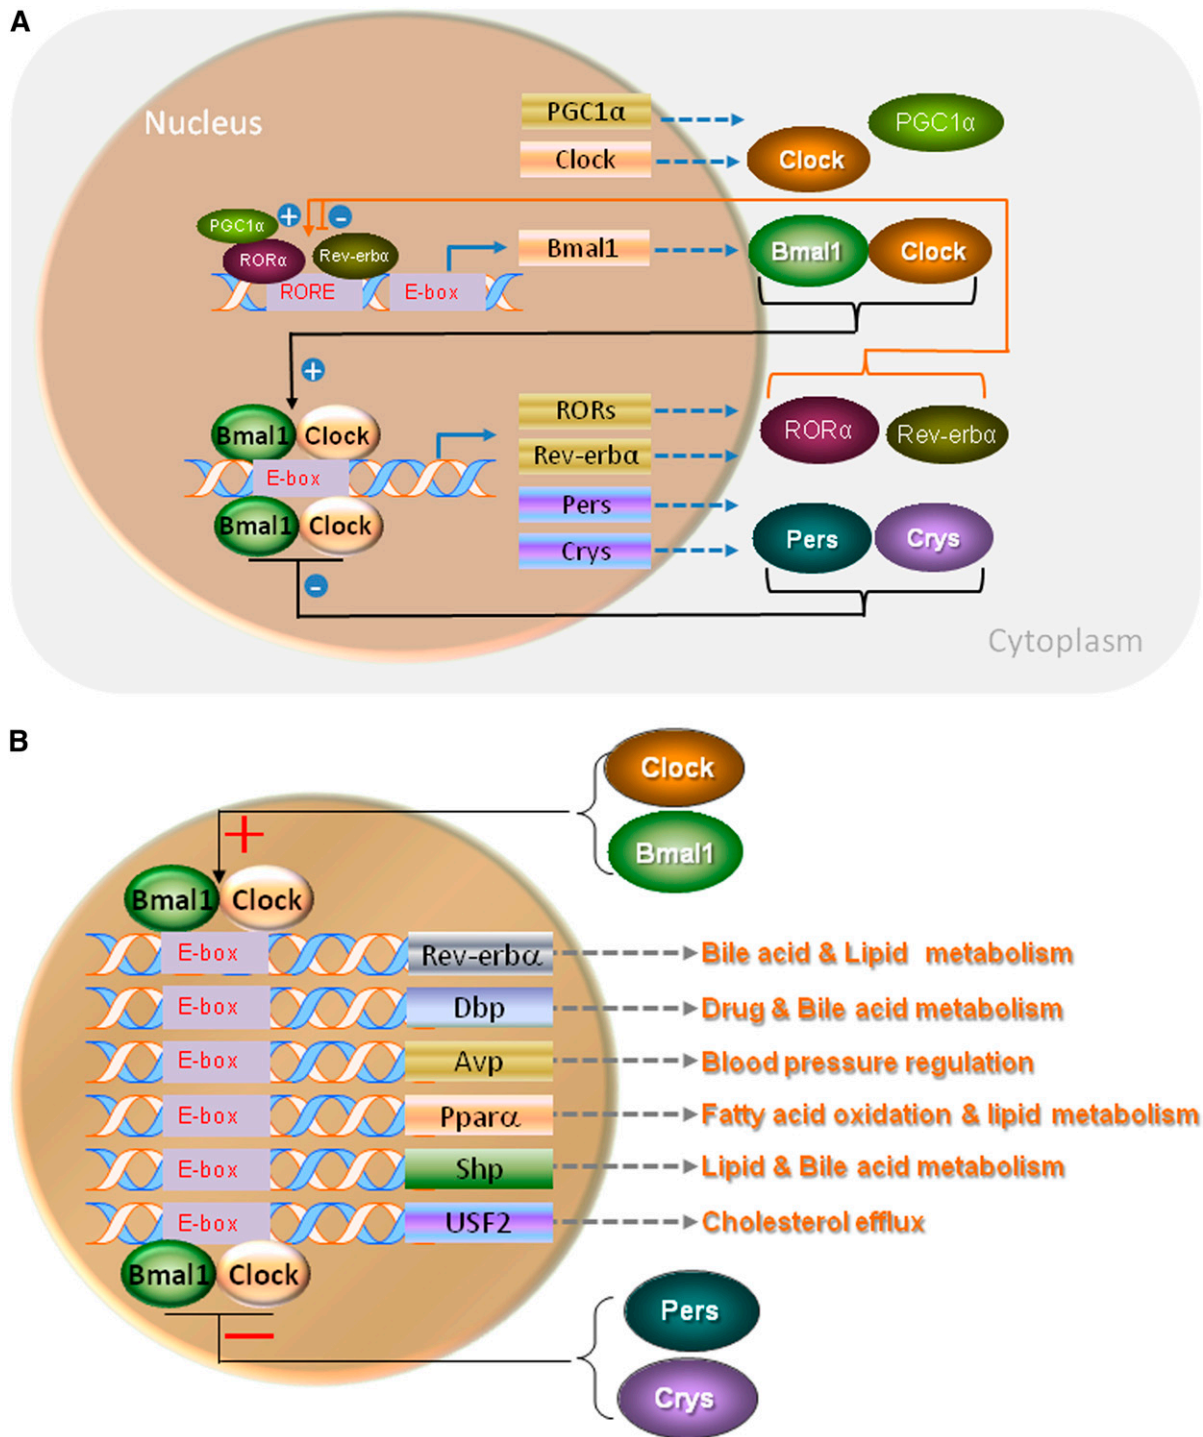 A
Nucleus
PGC1α
PGC1α
Clock
Clock
+
-
PGC1α
RORα
Rev-erbα
Bmal1
Bmal1
Clock
RORE
E-box
+
Bmal1
Clock
RORs
RORα
Rev-erbα
Rev-erbα
E-box
Pers
Bmal1
Clock
Crys
Pers
Crys
-
Cytoplasm
B
Clock
+
Bmal1
Bmal1
Clock
E-box
Rev-erbα
Bile acid & Lipid metabolism
E-box
Dbp
Drug & Bile acid metabolism
E-box
Avp
Blood pressure regulation
E-box
Pparα
Fatty acid oxidation & lipid metabolism
E-box
Shp
Lipid & Bile acid metabolism
E-box
USF2
Cholesterol efflux
Bmal1
Clock
Pers
—
Crys